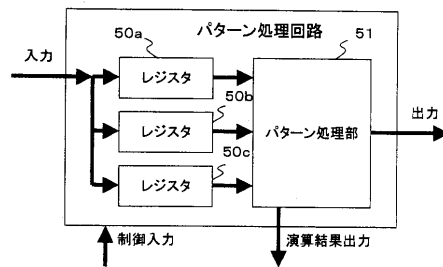 パターン処理回路
入力
50a
レジスタ
50b
レジスタ
50c
レジスタ
51
パターン処理部
出力
制御入力
演算結果出力